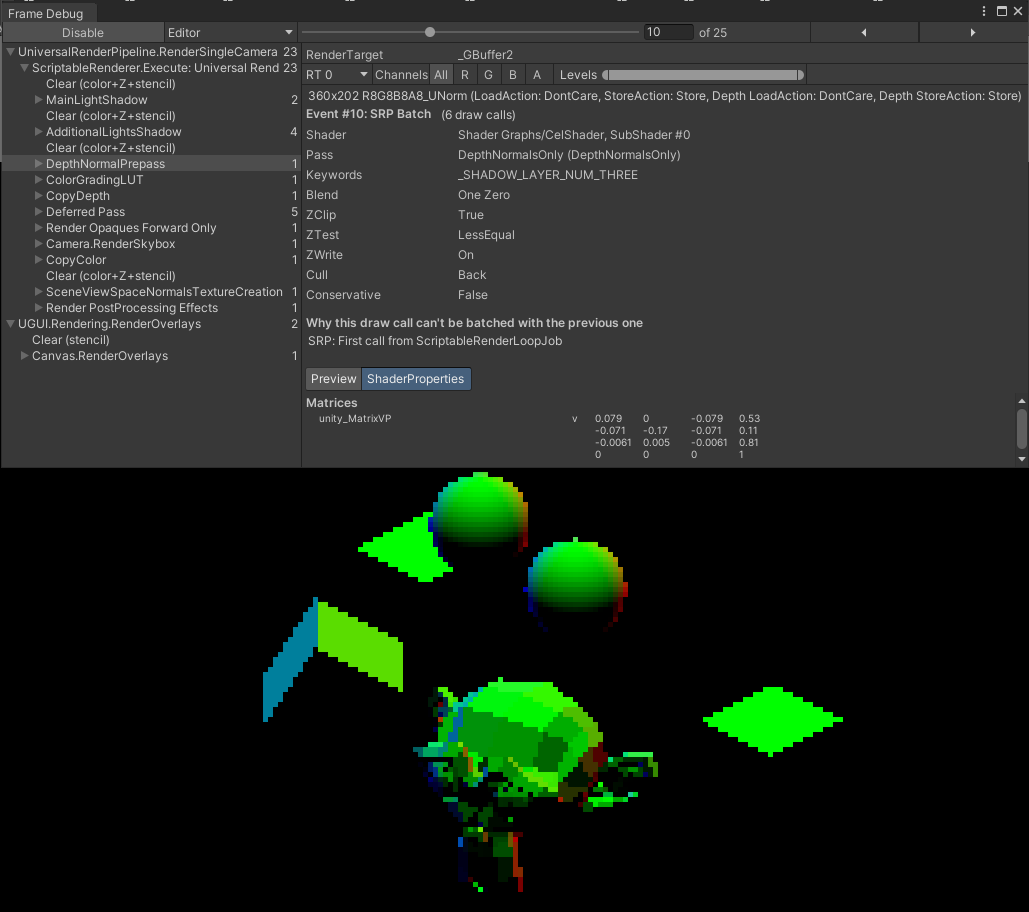 Frame Debug
Disable
Editor
10
of 25
UniversalRenderPipeline.RenderSingleCamera 23
ScriptableRenderer.Execute: Universal Rend 23
Clear (color+Z+stencil)
MainLightShadow 2
Clear (color+Z+stencil)
AdditionalLightsShadow 4
Clear (color+Z+stencil)
DepthNormalPrepass 1
ColorGradingLUT 1
CopyDepth 1
Deferred Pass 5
Render Opaques Forward Only 1
Camera.RenderSkybox 1
CopyColor 1
Clear (color+Z+stencil)
SceneViewSpaceNormalsTextureCreation 1
Render PostProcessing Effects 1
UGUI.Rendering.RenderOverlays 2
Clear (stencil)
Canvas.RenderOverlays 1
RenderTarget _GBuffer2
RT 0 Channels All R G B A Levels
360x202 R8G8B8A8_UNorm (LoadAction: DontCare, StoreAction: Store, Depth LoadAction: DontCare, Depth StoreAction: Store)
Event #10: SRP Batch (6 draw calls)
Shader Shader Graphs/CelShader, SubShader #0
Pass DepthNormalsOnly (DepthNormalsOnly)
Keywords _SHADOW_LAYER_NUM_THREE
Blend One Zero
ZClip True
ZTest LessEqual
ZWrite On
Cull Back
Conservative False
Why this draw call can't be batched with the previous one
SRP: First call from ScriptableRenderLoopJob
Preview ShaderProperties
Matrices
unity_MatrixVP v 0.079 0 -0.079 0.53
-0.071 -0.17 -0.071 0.11
-0.0061 0.005 -0.0061 0.81
0 0 0 1